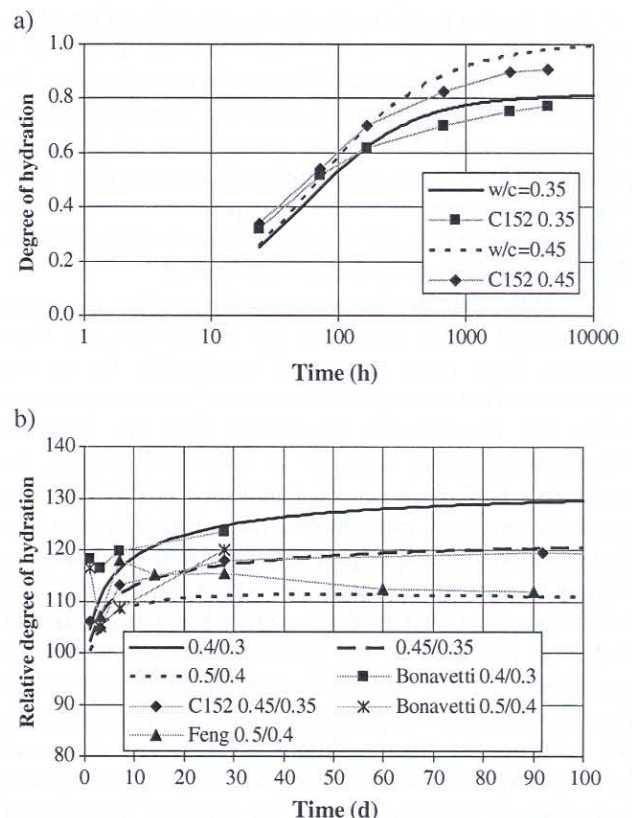 a)
1.0
0.8
0.6
0.4
0.2
0.0
Degree of hydration
w/c=0.35
C152 0.35
w/c=0.45
C152 0.45
1 10 100 1000 10000
Time (h)
b)
140
130
120
110
100
90
80
Relative degree of hydration
0.4/0.3 0.45/0.35
0.5/0.4 Bonavetti 0.4/0.3
C152 0.45/0.35 Bonavetti 0.5/0.4
Feng 0.5/0.4
0 10 20 30 40 50 60 70 80 90 100
Time (d)